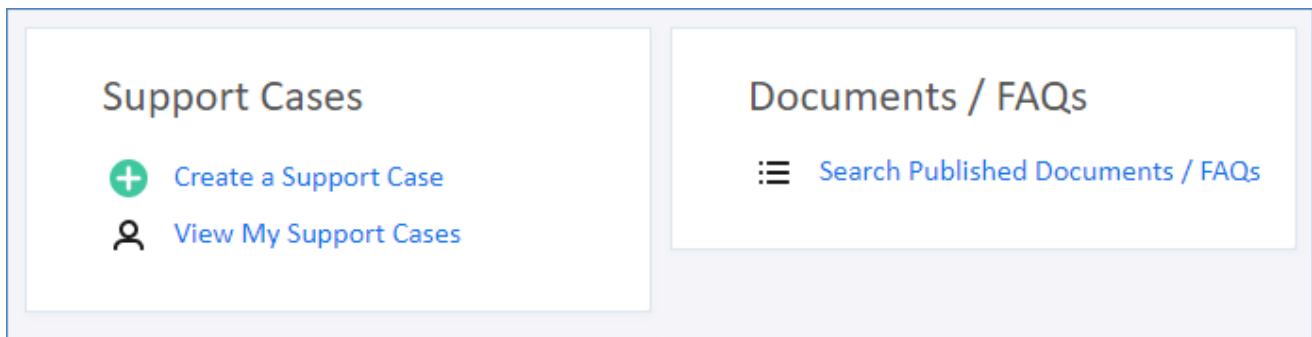 Support Cases
Create a Support Case
View My Support Cases
Documents / FAQs
Search Published Documents / FAQs